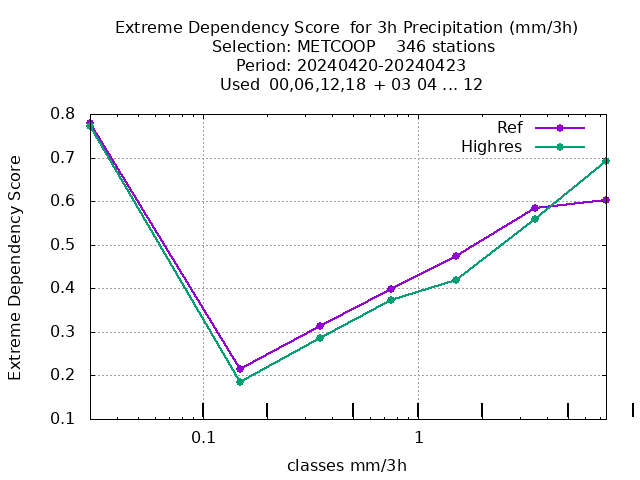 Extreme Dependency Score  for 3h Precipitation (mm/3h)
Selection: METCOOP    346 stations
Period: 20240420-20240423
Used  00,06,12,18  + 03 04 ... 12
Ref
Highres
0.8
0.7
0.6
0.5
0.4
0.3
0.2
0.1
Extreme Dependency Score
0.1 1
classes mm/3h